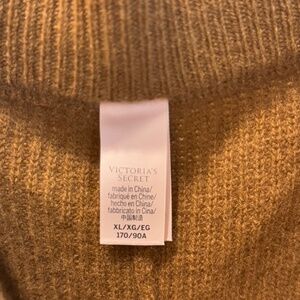 VICTORIA'S
SECRET
made in China/
fabriqué en Chine/
hecho en China/
fabbricato in Cina/
中国制造
XL/XG/EG
170/90A